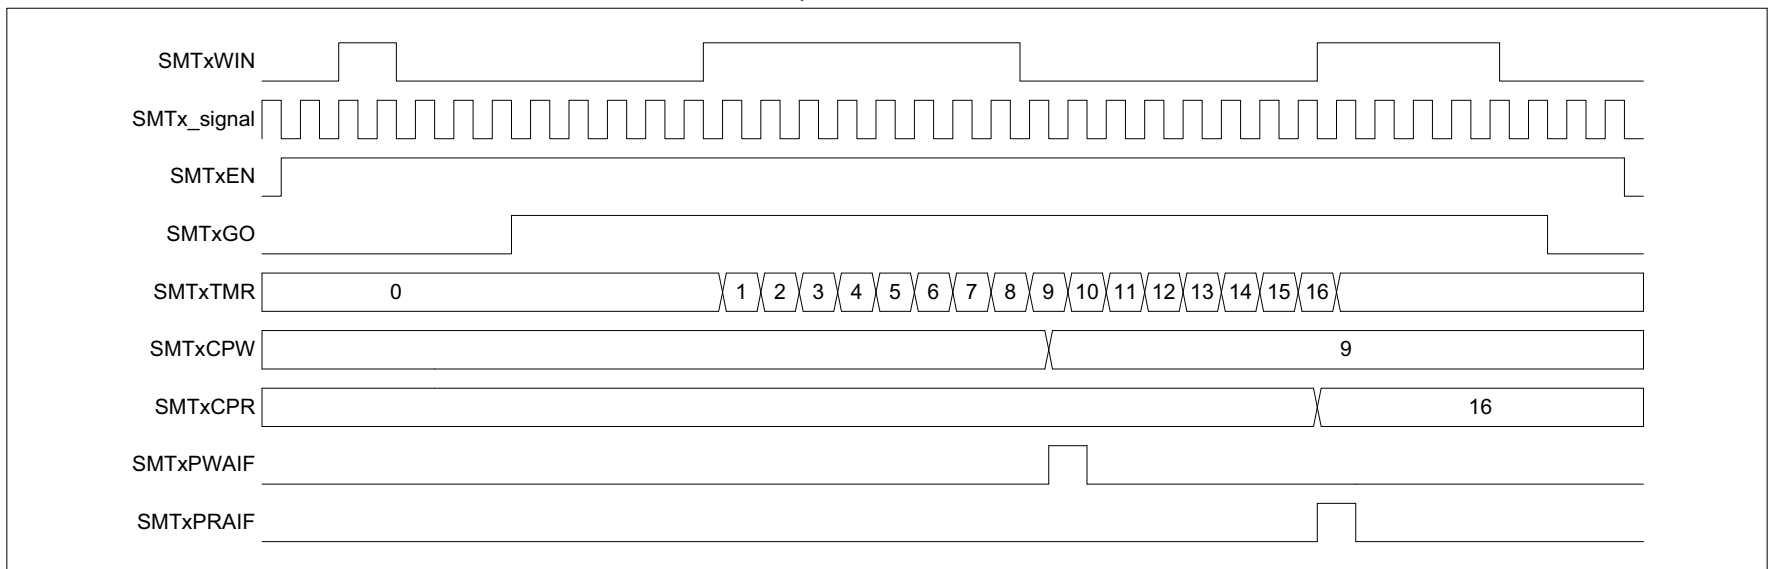 SMTxWIN
SMTx_signal
SMTxEN
SMTxGO
SMTxTMR 0 1 2 3 4 5 6 7 8 9 10 11 12 13 14 15 16
SMTxCPW 9
SMTxCPR 16
SMTxPWAIF
SMTxPRAIF